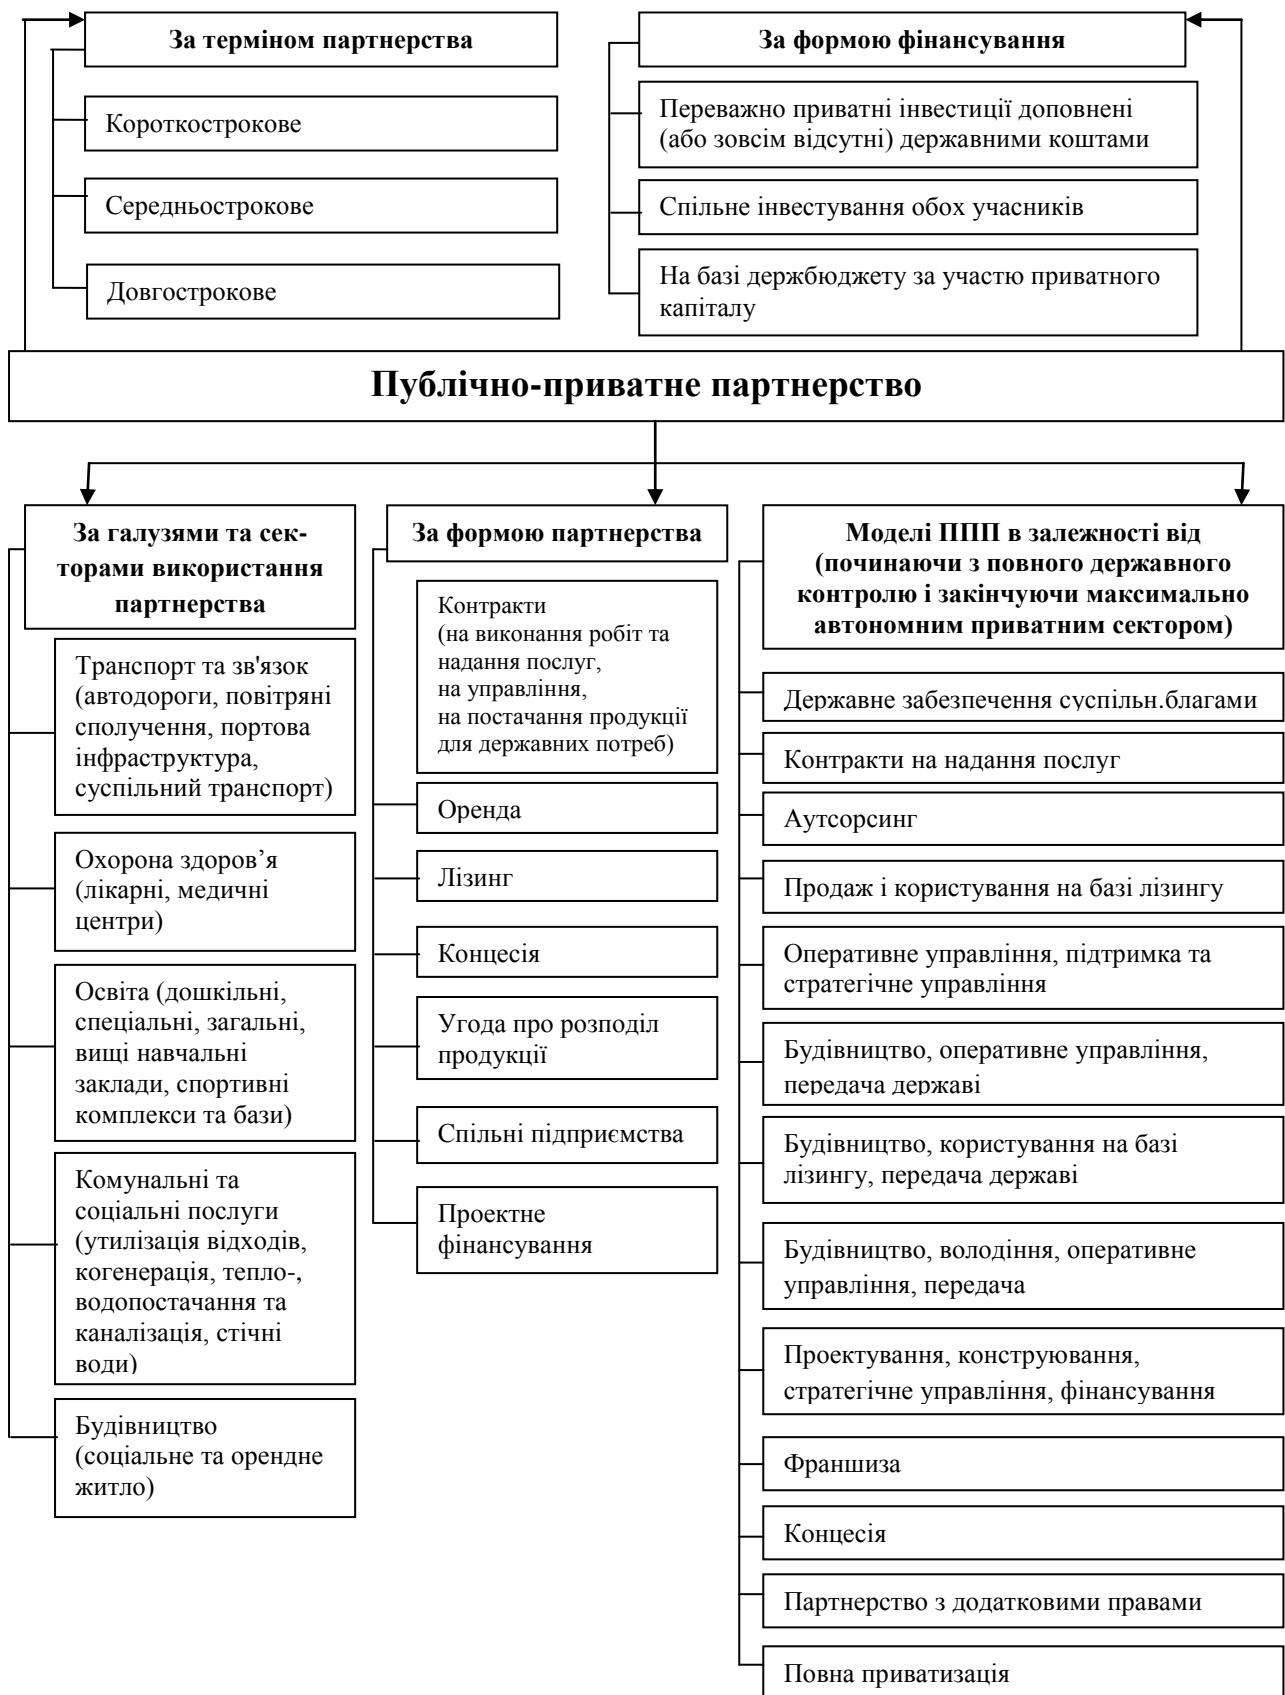 За терміном партнерства
Короткострокове
Середньострокове
Довгострокове
За формою фінансування
Переважно приватні інвестиції доповнені
(або зовсім відсутні) державними коштами
Спільне інвестування обох учасників
На базі держбюджету за участю приватного
капіталу
Публічно-приватне партнерство
За галузями та сек-
торами використання
партнерства
Транспорт та зв'язок
(автодороги, повітряні
сполучення, портова
інфраструктура,
суспільний транспорт)
Охорона здоров’я
(лікарні, медичні
центри)
Освіта (дошкільні,
спеціальні, загальні,
вищі навчальні
заклади, спортивні
комплекси та бази)
Комунальні та
соціальні послуги
(утилізація відходів,
когенерація, тепло-,
водопостачання та
каналізація, стічні
води)
Будівництво
(соціальне та орендне
житло)
За формою партнерства
Контракти
(на виконання робіт та
надання послуг,
на управління,
на постачання продукції
для державних потреб)
Оренда
Лізинг
Концесія
Угода про розподіл
продукції
Спільні підприємства
Проектне
фінансування
Моделі ППП в залежності від
(починаючи з повного державного
контролю і закінчуючи максимально
автономним приватним сектором)
Державне забезпечення суспільн.благами
Контракти на надання послуг
Аутсорсинг
Продаж і користування на базі лізингу
Оперативне управління, підтримка та
стратегічне управління
Будівництво, оперативне управління,
передача державі
Будівництво, користування на базі
лізингу, передача державі
Будівництво, володіння, оперативне
управління, передача
Проектування, конструювання,
стратегічне управління, фінансування
Франшиза
Концесія
Партнерство з додатковими правами
Повна приватизація